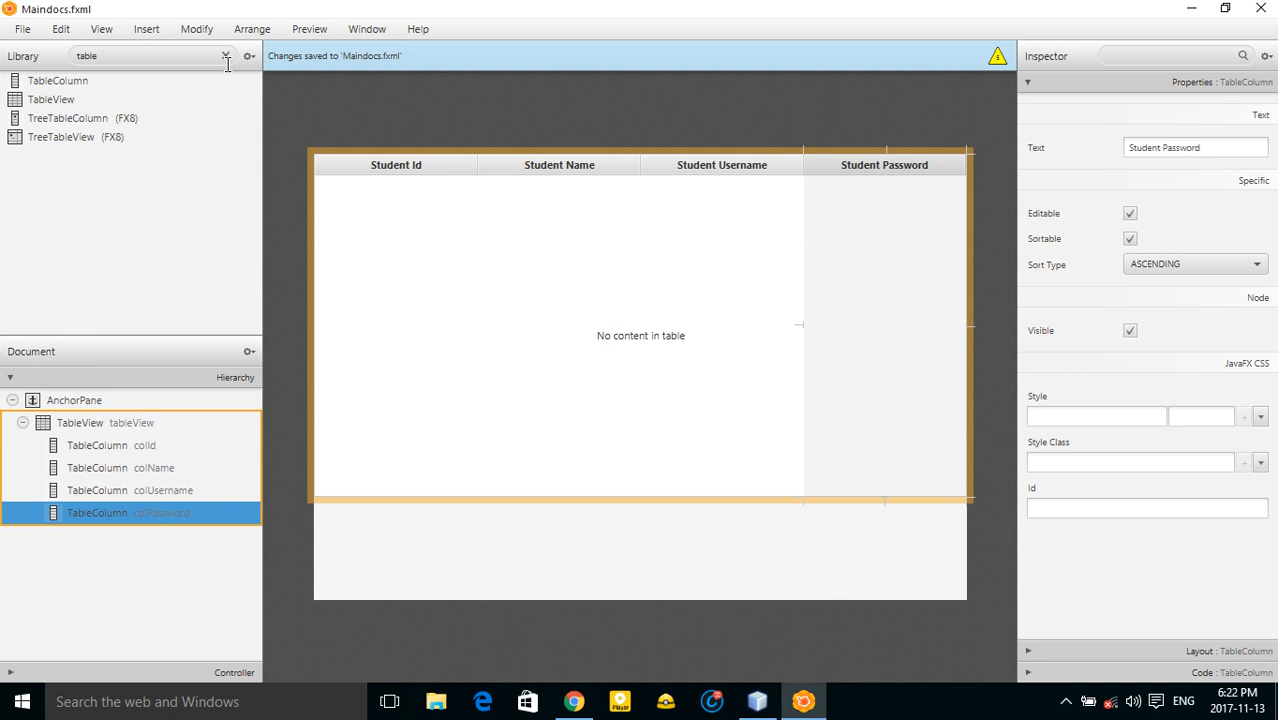 Maindocs.fxml
File Edit View Insert Modify Arrange Preview Window Help
Library table
Changes saved to 'Maindocs.fxml'
Inspector
TableColumn
TableView
TreeTableColumn (FX8)
TreeTableView (FX8)
Student Id Student Name Student Username Student Password
No content in table
Properties : TableColumn
Text
Text Student Password
Specific
Editable
Sortable
Sort Type ASCENDING
Node
Visible
JavaFX CSS
Style
Style Class
Id
Layout : TableColumn
Code : TableColumn
Document
Hierarchy
AnchorPane
TableView tableView
TableColumn colId
TableColumn colName
TableColumn colUsername
TableColumn colPassword
Controller
Search the web and Windows
Player
ENG
6:22 PM
2017-11-13